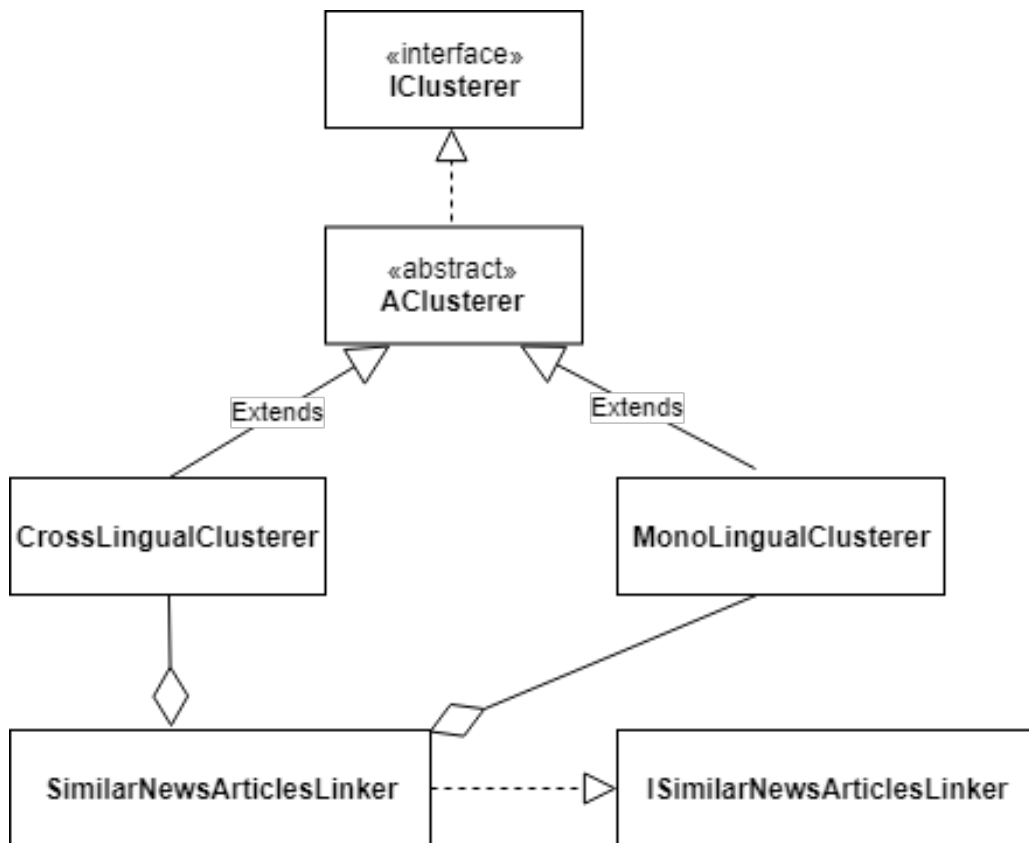 «interface»
IClusterer
«abstract»
AClusterer
Extends
Extends
CrossLingualClusterer
MonoLingualClusterer
SimilarNewsArticlesLinker
ISimilarNewsArticlesLinker